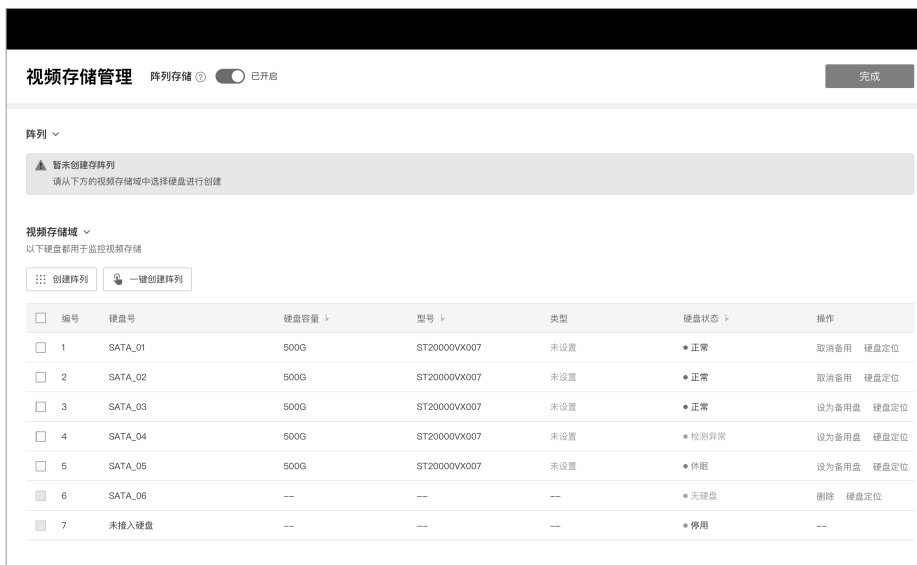 视频存储管理 阵列存储 ? 已开启 完成
阵列
暂未创建存阵列
请从下方的视频存储域中选择硬盘进行创建
视频存储域
以下硬盘都用于监控视频存储
创建阵列 一键创建阵列
编号 硬盘号 硬盘容量 型号 类型 硬盘状态 操作
1 SATA_01 500G ST20000VX007 未设置 正常 取消备用 硬盘定位
2 SATA_02 500G ST20000VX007 未设置 正常 取消备用 硬盘定位
3 SATA_03 500G ST20000VX007 未设置 正常 设为备用盘 硬盘定位
4 SATA_04 500G ST20000VX007 未设置 检测异常 设为备用盘 硬盘定位
5 SATA_05 500G ST20000VX007 未设置 休眠 设为备用盘 硬盘定位
6 SATA_06 -- -- -- 无硬盘 删除 硬盘定位
7 未接入硬盘 -- -- -- 停用 --